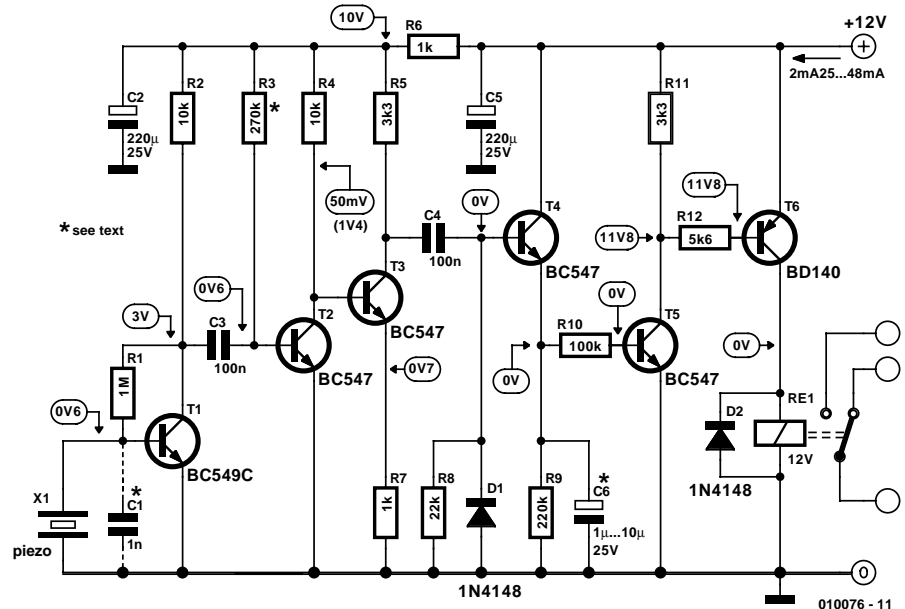 10V
R6
1k
+12V
2mA25...48mA
C2
220µ
25V
R2
10k
R3
270k
*
R4
10k
R5
3k3
C5
220µ
25V
R11
3k3
50mV
(1V4)
0V
T4
BC547
11V8
T6
BD140
R12
5k6
11V8
* see text
C4
100n
T3
BC547
0V6
3V
C3
100n
T2
BC547
0V
R10
100k
T5
BC547
0V
0V
R1
1M
0V7
0V6
T1
BC549C
D2
1N4148
RE1
12V
X1
piezo
*
C1
1n
R7
1k
R8
22k
D1
1N4148
R9
220k
*
C6
1µ...10µ
25V
0
010076 - 11